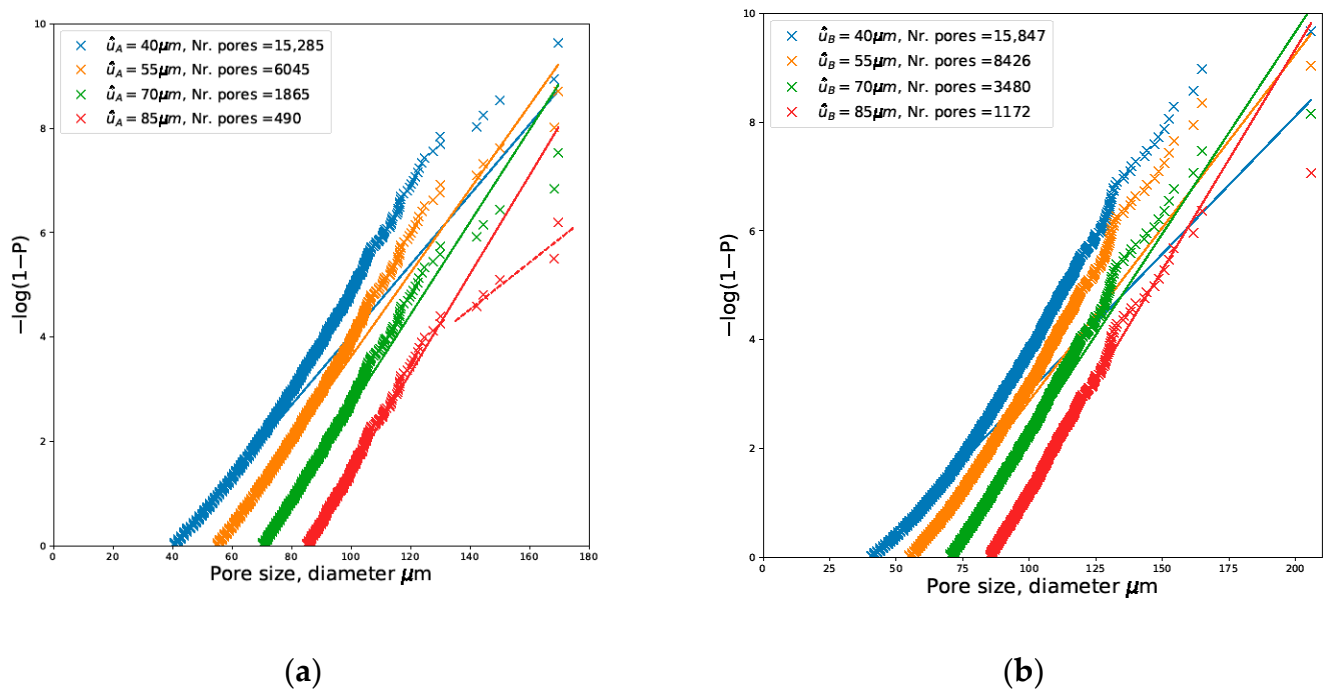 10
8
6
4
2
0
−log(1−P)
û_A = 40μm, Nr. pores =15,285
û_A = 55μm, Nr. pores =6045
û_A = 70μm, Nr. pores =1865
û_A = 85μm, Nr. pores =490
0 20 40 60 80 100 120 140 160 180
Pore size, diameter μm
(a)
10
8
6
4
2
0
−log(1−P)
û_B = 40μm, Nr. pores =15,847
û_B = 55μm, Nr. pores =8426
û_B = 70μm, Nr. pores =3480
û_B = 85μm, Nr. pores =1172
0 25 50 75 100 125 150 175 200
Pore size, diameter μm
(b)